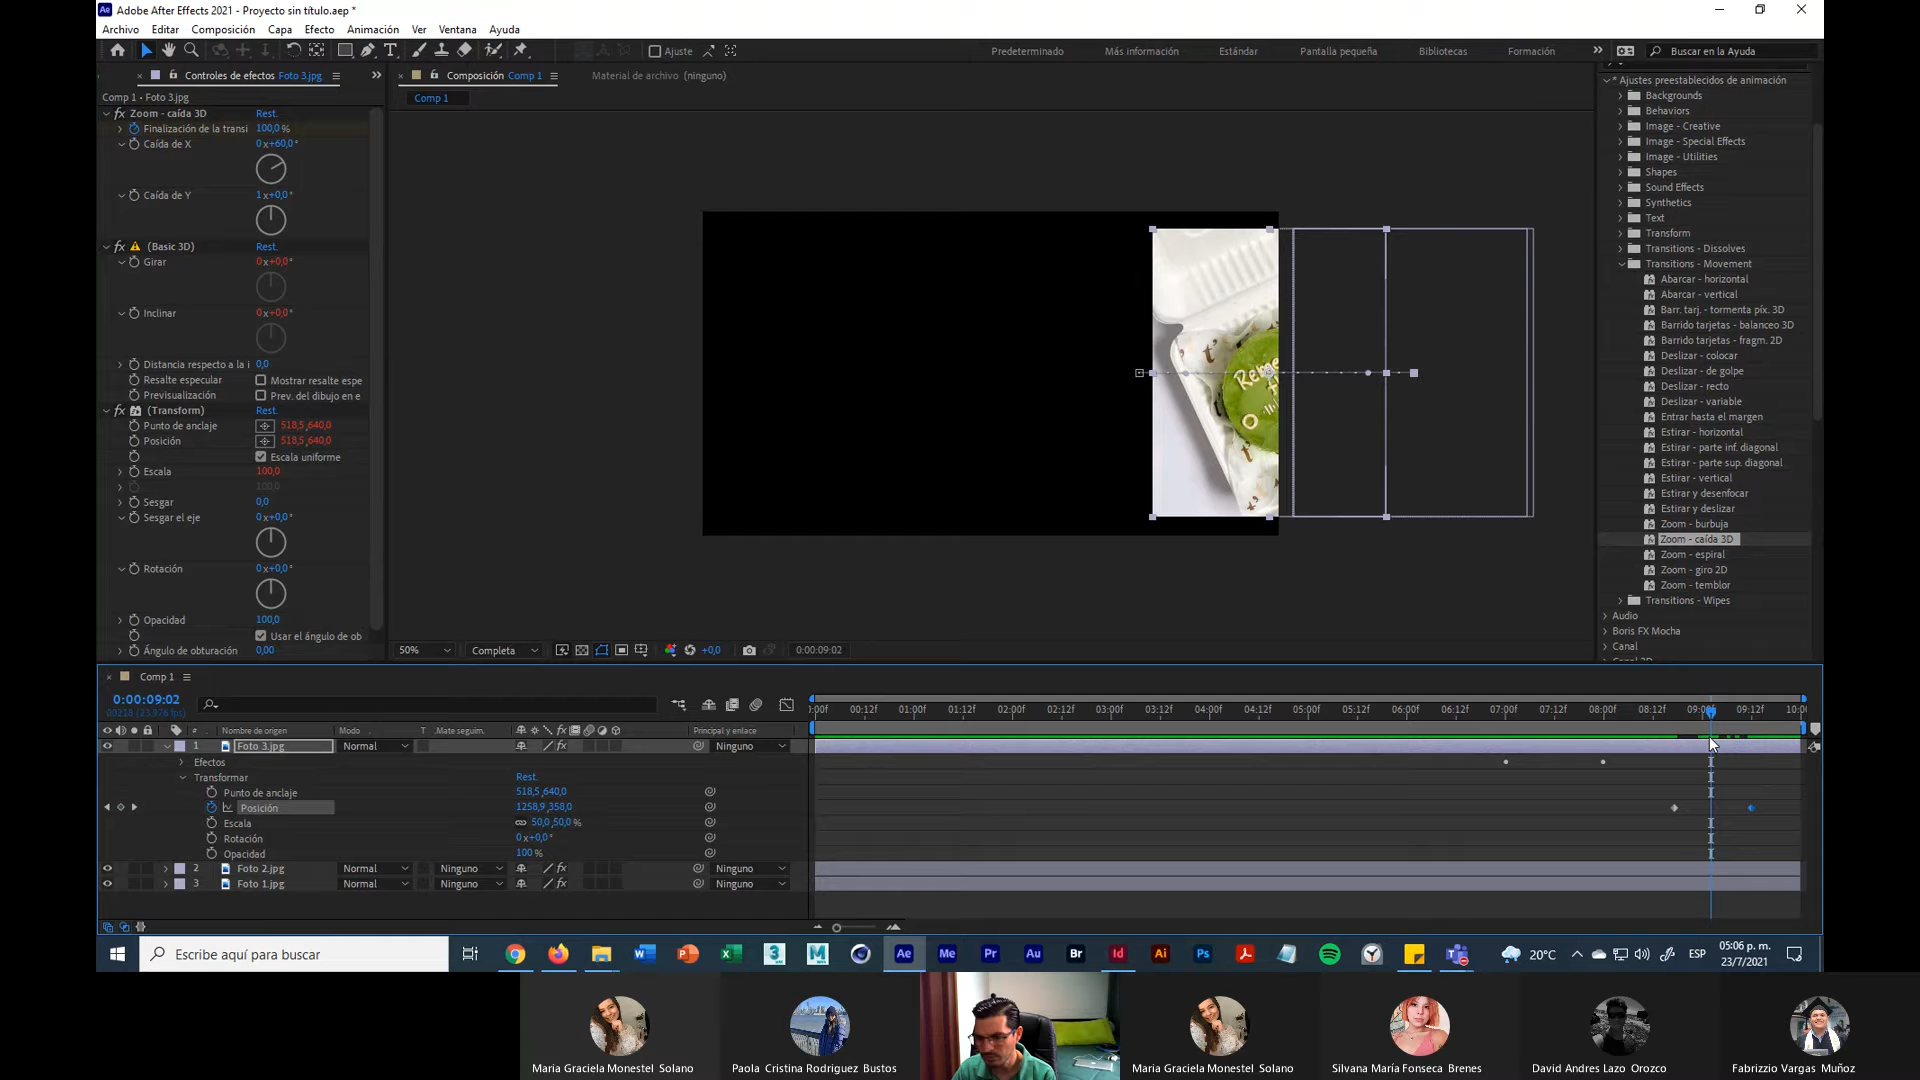 Adobe After Effects 2021 - Proyecto sin título.aep *
Archivo Editar Composición Capa Efecto Animación Ver Ventana Ayuda
Ajuste
Predeterminado Más información Estándar Pantalla pequeña Bibliotecas Formación
Buscar en la Ayuda
Controles de efectos Foto 3.jpg
Comp 1 • Foto 3.jpg
fx Zoom - caída 3D Rest.
Finalización de la transi 100,0 %
Caída de X 0 x+60,0°
Caída de Y 1 x+0,0°
fx (Basic 3D) Rest.
Girar 0 x+0,0°
Inclinar 0 x+0,0°
Distancia respecto a la i 0,0
Resalte especular Mostrar resalte espe
Previsualización Prev. del dibujo en e
fx (Transform) Rest.
Punto de anclaje 518,5 ,640,0
Posición 518,5 ,640,0
Escala uniforme
Escala 100,0
100,0
Sesgar 0,0
Sesgar el eje 0 x+0,0°
Rotación 0 x+0,0°
Opacidad 100,0
Usar el ángulo de ob
Ángulo de obturación 0,00
Composición Comp 1
Material de archivo (ninguno)
Comp 1
50% Completa +0,0 0:00:09:02
* Ajustes preestablecidos de animación
Backgrounds
Behaviors
Image - Creative
Image - Special Effects
Image - Utilities
Shapes
Sound Effects
Synthetics
Text
Transform
Transitions - Dissolves
Transitions - Movement
Abarcar - horizontal
Abarcar - vertical
Barr. tarj. - tormenta píx. 3D
Barrido tarjetas - balanceo 3D
Barrido tarjetas - fragm. 2D
Deslizar - colocar
Deslizar - de golpe
Deslizar - recto
Deslizar - variable
Entrar hasta el margen
Estirar - horizontal
Estirar - parte inf. diagonal
Estirar - parte sup. diagonal
Estirar - vertical
Estirar y desenfocar
Estirar y deslizar
Zoom - burbuja
Zoom - caída 3D
Zoom - espiral
Zoom - giro 2D
Zoom - temblor
Transitions - Wipes
Audio
Boris FX Mocha
Canal
Comp 1
0:00:09:02
00218 (23.976 fps)
# Nombre de origen Modo T .Mate seguim. Principal y enlace
:00f 00:12f 01:00f 01:12f 02:00f 02:12f 03:00f 03:12f 04:00f 04:12f 05:00f 05:12f 06:00f 06:12f 07:00f 07:12f 08:00f 08:12f 09:00f 09:12f 10:0
1 Foto 3.jpg Normal Ninguno
Efectos
Transformar Rest.
Punto de anclaje 518,5,640,0
Posición 1258,9,358,0
Escala 50,0,50,0 %
Rotación 0 x+0,0°
Opacidad 100 %
2 Foto 2.jpg Normal Ninguno Ninguno
3 Foto 1.jpg Normal Ninguno Ninguno
Escribe aquí para buscar
20°C ESP
05:06 p. m.
23/7/2021
Maria Graciela Monestel Solano
Paola Cristina Rodriguez Bustos
Maria Graciela Monestel Solano
Silvana María Fonseca Brenes
David Andres Lazo Orozco
Fabrizzio Vargas Muñoz